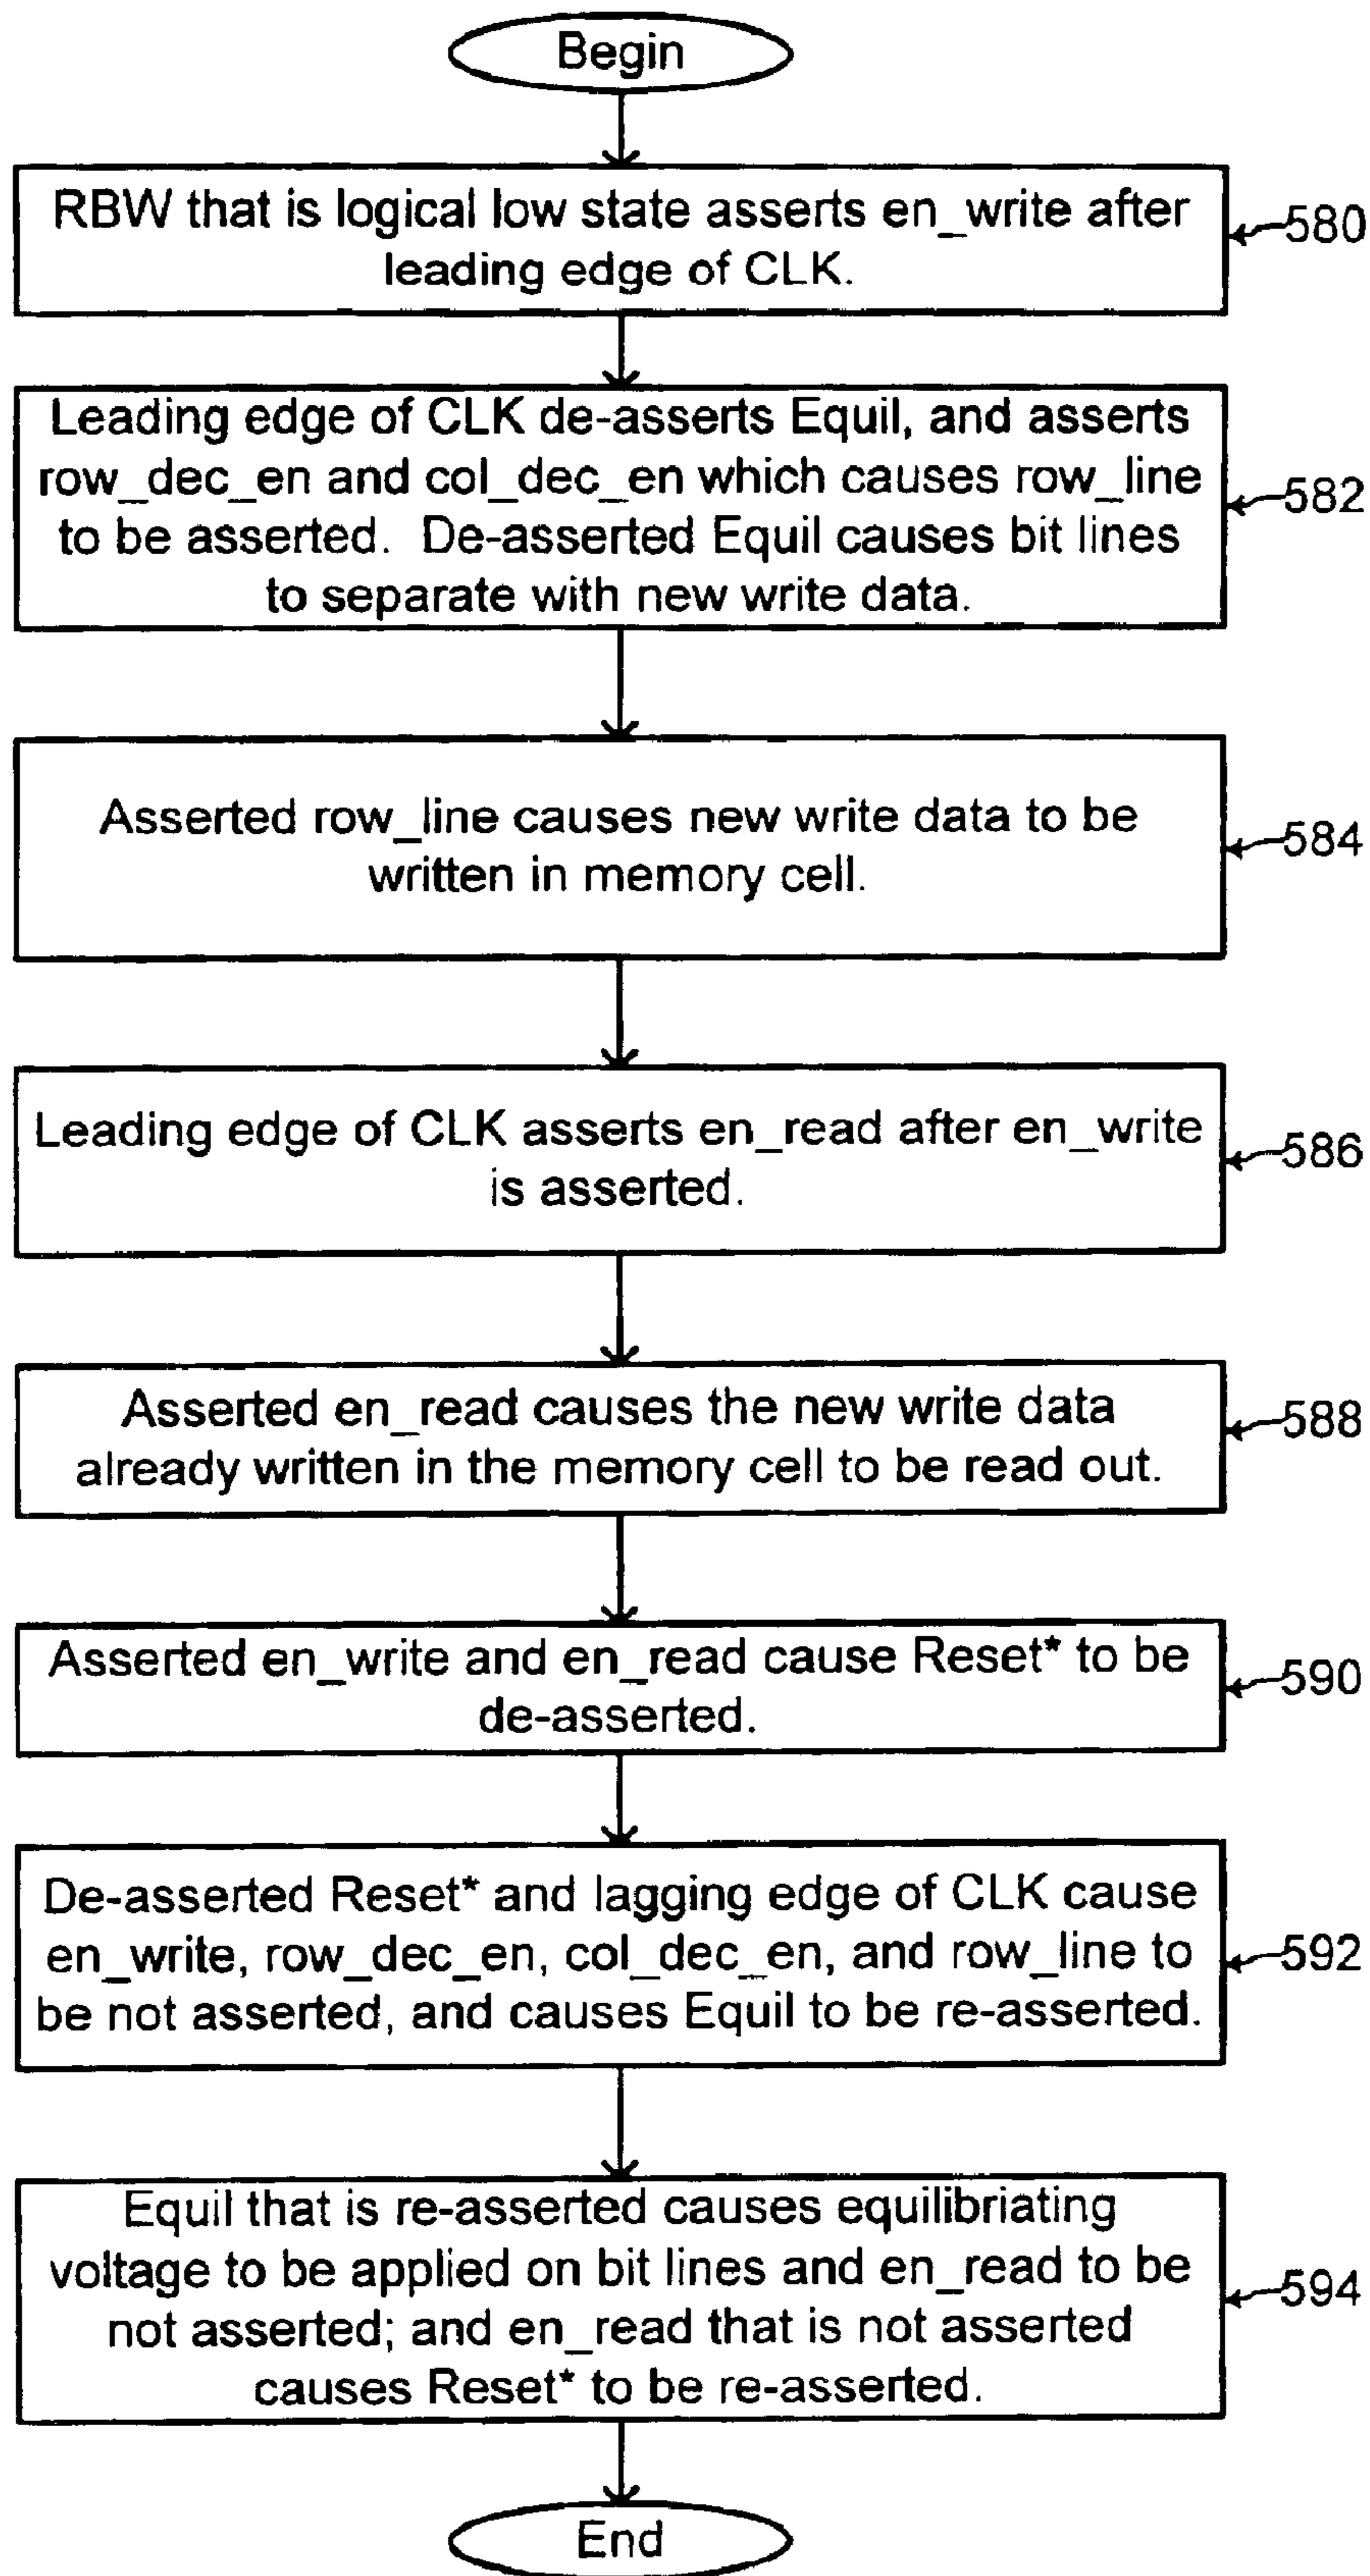 Begin
RBW that is logical low state asserts en_write after
leading edge of CLK.
580
Leading edge of CLK de-asserts Equil, and asserts
row_dec_en and col_dec_en which causes row_line
to be asserted. De-asserted Equil causes bit lines
to separate with new write data.
582
Asserted row_line causes new write data to be
written in memory cell.
584
Leading edge of CLK asserts en_read after en_write
is asserted.
586
Asserted en_read causes the new write data
already written in the memory cell to be read out.
588
Asserted en_write and en_read cause Reset* to be
de-asserted.
590
De-asserted Reset* and lagging edge of CLK cause
en_write, row_dec_en, col_dec_en, and row_line to
be not asserted, and causes Equil to be re-asserted.
592
Equil that is re-asserted causes equilibriating
voltage to be applied on bit lines and en_read to be
not asserted; and en_read that is not asserted
causes Reset* to be re-asserted.
594
End